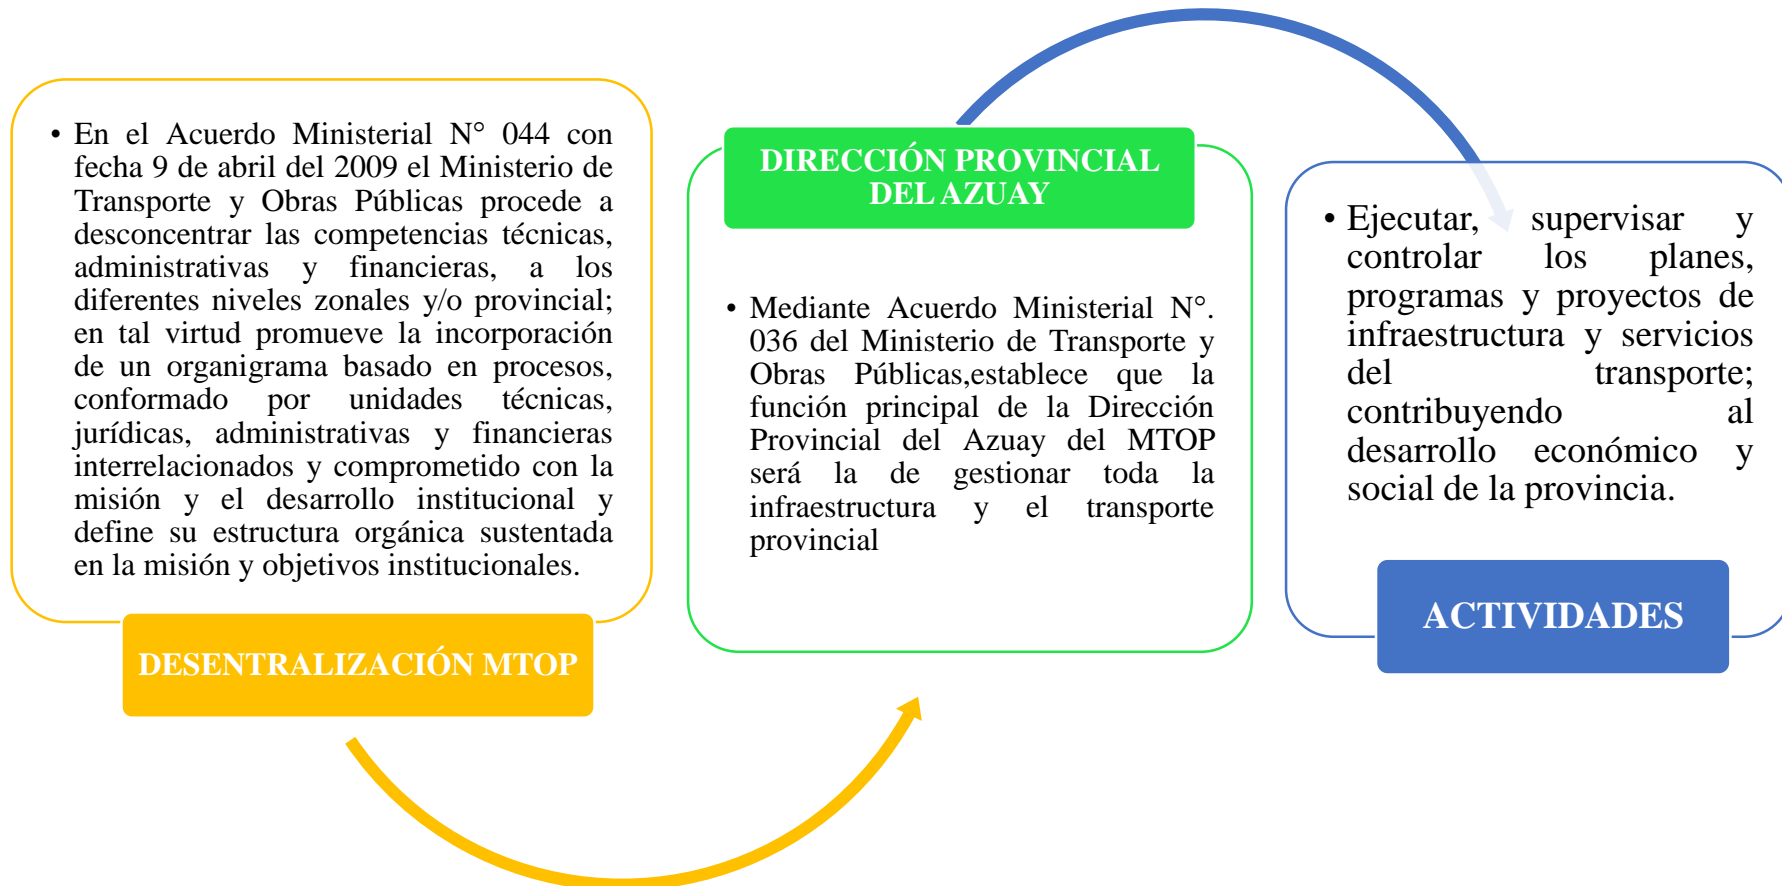 • En el Acuerdo Ministerial N° 044 con
fecha 9 de abril del 2009 el Ministerio de
Transporte y Obras Públicas procede a
desconcentrar las competencias técnicas,
administrativas y financieras, a los
diferentes niveles zonales y/o provincial;
en tal virtud promueve la incorporación
de un organigrama basado en procesos,
conformado por unidades técnicas,
jurídicas, administrativas y financieras
interrelacionados y comprometido con la
misión y el desarrollo institucional y
define su estructura orgánica sustentada
en la misión y objetivos institucionales.
DESENTRALIZACIÓN MTOP
DIRECCIÓN PROVINCIAL
DEL AZUAY
• Mediante Acuerdo Ministerial N°.
036 del Ministerio de Transporte y
Obras Públicas,establece que la
función principal de la Dirección
Provincial del Azuay del MTOP
será la de gestionar toda la
infraestructura y el transporte
provincial
• Ejecutar, supervisar y
controlar los planes,
programas y proyectos de
infraestructura y servicios
del transporte;
contribuyendo al
desarrollo económico y
social de la provincia.
ACTIVIDADES